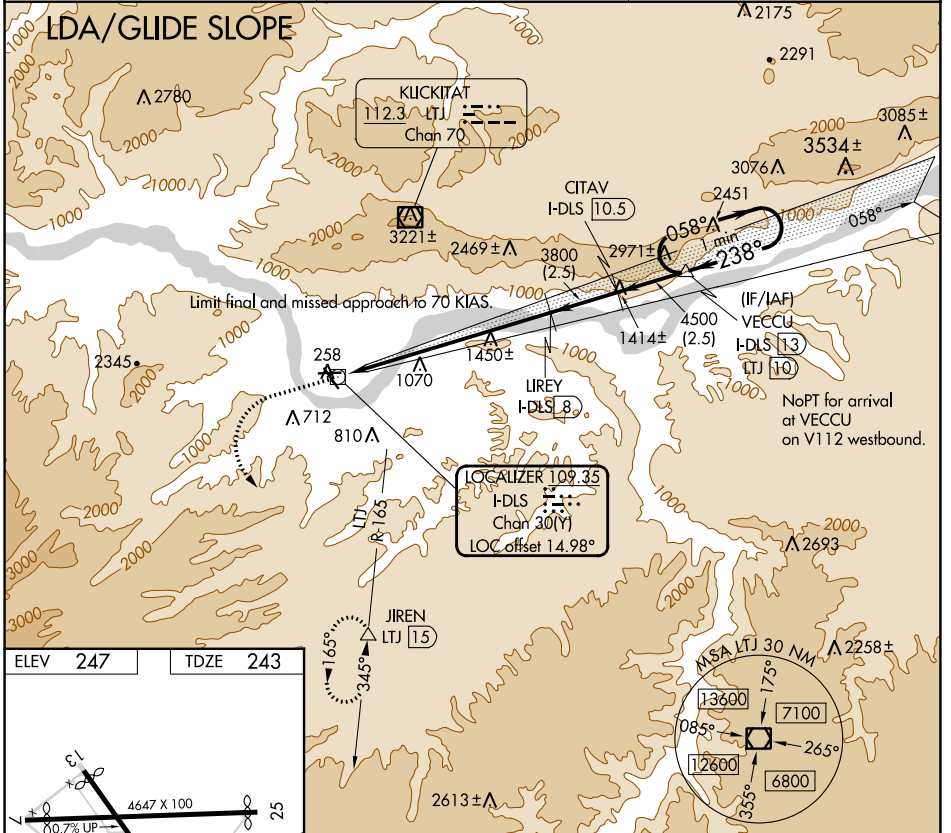 LDA/GLIDE SLOPE
2175
2291
2780
KLICKITAT
112.3 LTJ
Chan 70
2000
1000
3085±
3534±
3076
2451
CITAV
I-DLS 10.5
058°
1 min
238°
058°
3221±
2469±
2971±
3800
(2.5)
Limit final and missed approach to 70 KIAS.
1414±
4500
(2.5)
(IF/IAF)
VECCU
I-DLS 13
LTJ 10
NoPT for arrival
at VECCU
on V112 westbound.
2345
258
1450±
1070
LIREY
I-DLS 8
712
810
LTJ
R-165
LOCALIZER 109.35
I-DLS
Chan 30(Y)
LOC offset 14.98°
2693
2000
1000
3000
2000
3000
JIREN
LTJ 15
165°
345°
2258±
MSA LTJ 30 NM
13600
175°
7100
085°
265°
12600
355°
6800
2613±
ELEV 247
TDZE 243
13
4647 X 100
7
25
0.7% UP